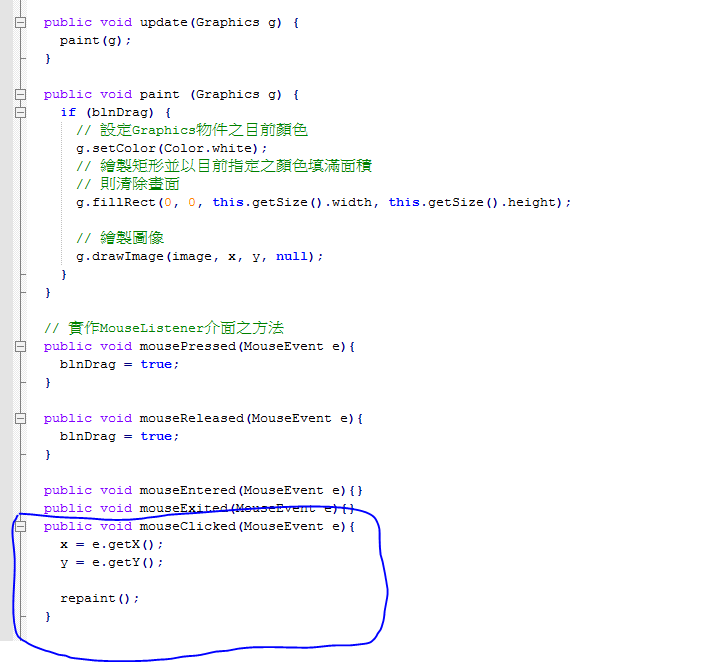 public void update(Graphics g) {
paint(g);
}
public void paint (Graphics g) {
if (blnDrag) {
// 設定Graphics物件之目前顏色
g.setColor(Color.white);
// 繪製矩形並以目前指定之顏色填滿面積
// 則清除畫面
g.fillRect(0, 0, this.getSize().width, this.getSize().height);
// 繪製圖像
g.drawImage(image, x, y, null);
}
}
// 實作MouseListener介面之方法
public void mousePressed(MouseEvent e){
blnDrag = true;
}
public void mouseReleased(MouseEvent e){
blnDrag = true;
}
public void mouseEntered(MouseEvent e){}
public void mouseExited(MouseEvent e){}
public void mouseClicked(MouseEvent e){
x = e.getX();
y = e.getY();
repaint();
}